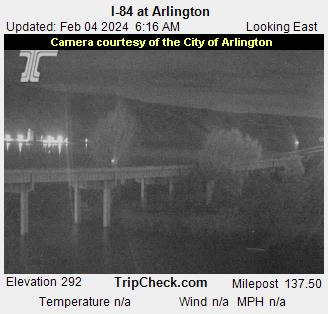 I-84 at Arlington
Updated: Feb 04 2024 6:16 AM Looking East
Camera courtesy of the City of Arlington
Elevation 292 TripCheck.com Milepost 137.50
Temperature n/a Wind n/a MPH n/a